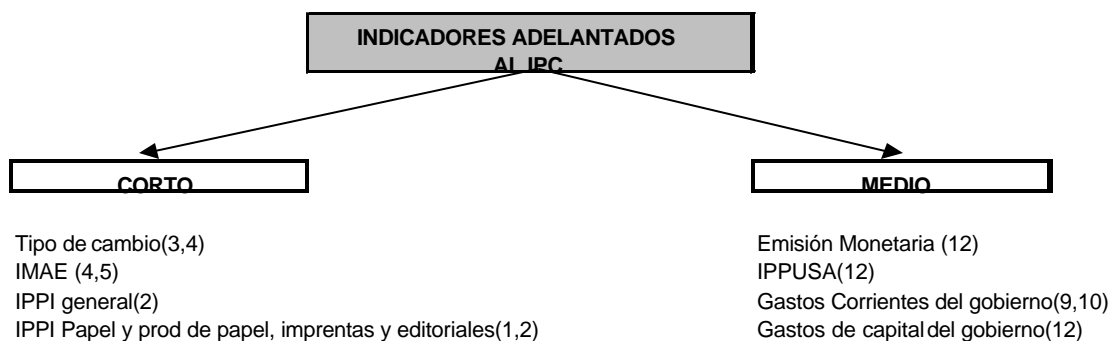 INDICADORES ADELANTADOS
AL IPC
CORTO
MEDIO
Tipo de cambio(3,4)
IMAE (4,5)
IPPI general(2)
IPPI Papel y prod de papel, imprentas y editoriales(1,2)
Emisión Monetaria (12)
IPPUSA(12)
Gastos Corrientes del gobierno(9,10)
Gastos de capital del gobierno(12)